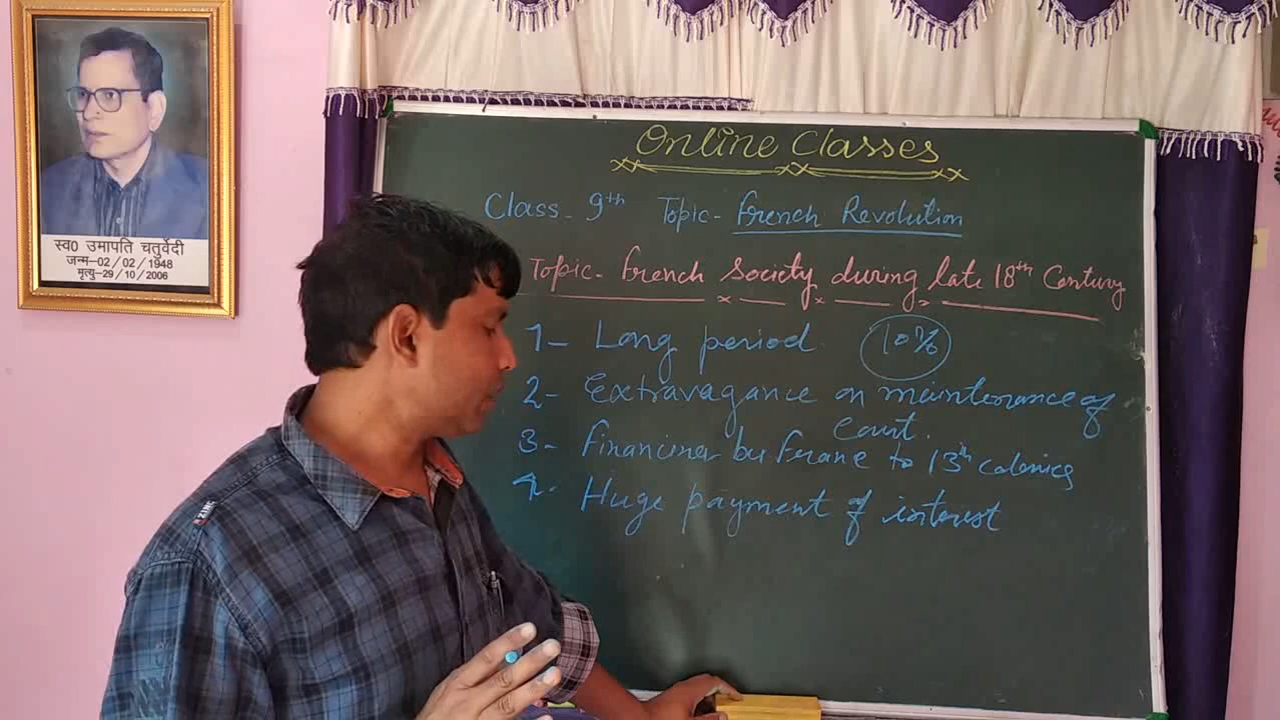 स्व0 उमापति चतुर्वेदी
जन्म-02/02/1948
मृत्यु-29/10/2006
Online Classes
Class - 9th Topic - French Revolution
Topic - French Society during late 18th Century
1- Long period 10%
2- Extravagance on maintenance of
Court.
3- Financing by France to 13th colonies
4- Huge payment of interest
AZINC